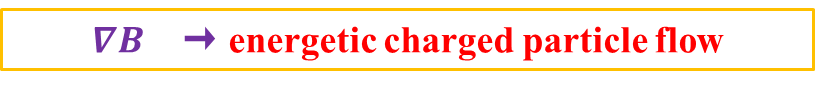 ∇B → energetic charged particle flow